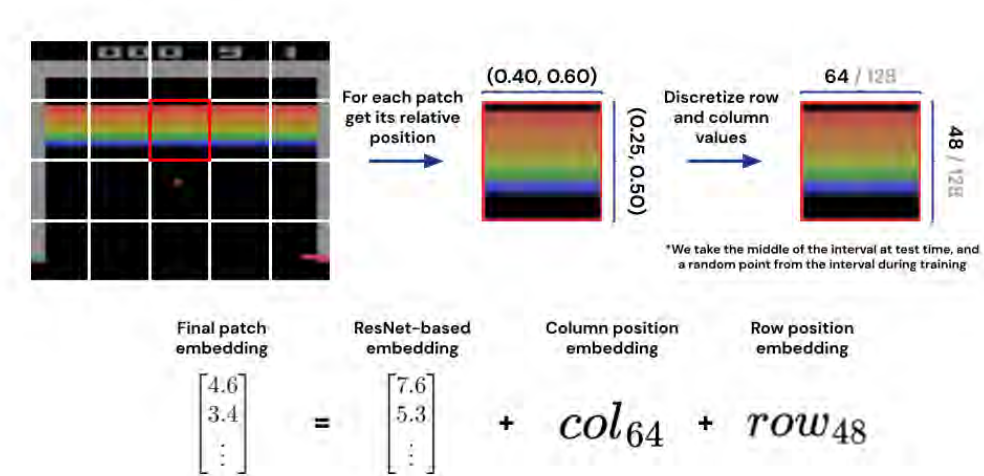 000 9 1
(0.40, 0.60)
64 / 128
For each patch
get its relative
position
Discretize row
and column
values
(0.25, 0.50)
48 / 128
*We take the middle of the interval at test time, and
a random point from the interval during training
Final patch
embedding
ResNet-based
embedding
Column position
embedding
Row position
embedding
[4.6 3.4 ⋮] = [7.6 5.3 ⋮] + col₆₄ + row₄₈